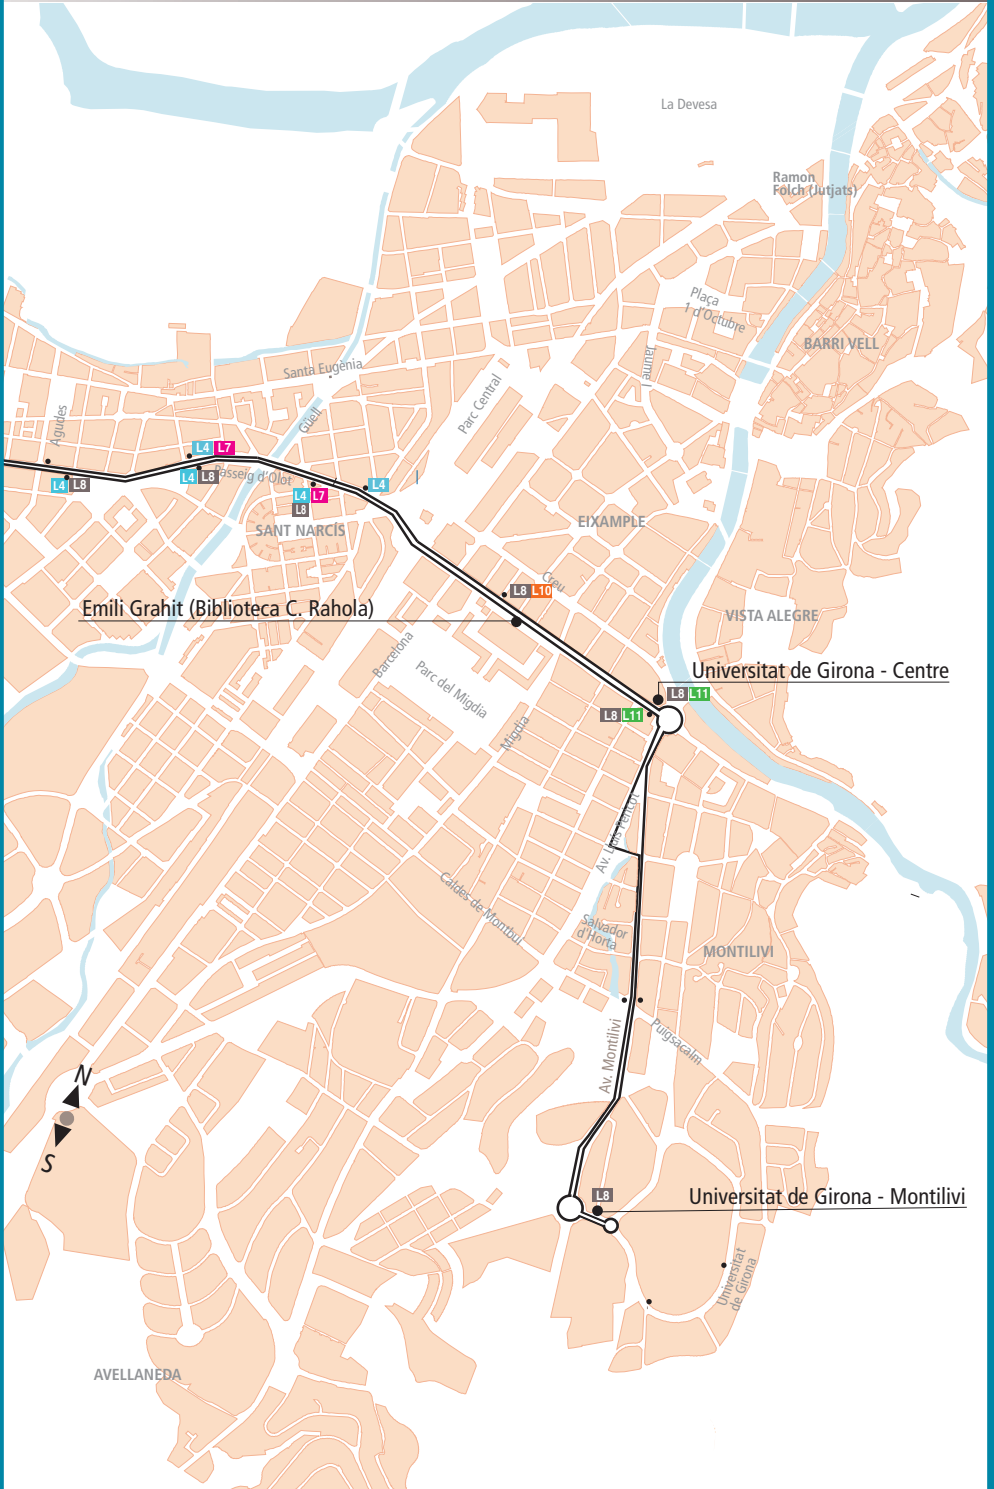 La Devesa
Ramon
Folch (Jutjats)
Plaça
1 d'Octubre
BARRI VELL
Jaume I
Santa Eugènia
Parc Central
Güell
Agudes
L4 L7
Passeig d'Olot
L4 L8
L4 L8
L4
L4 L7
L8
EIXAMPLE
SANT NARCÍS
Creu
L8 L10
Emili Grahit (Biblioteca C. Rahola)
VISTA ALEGRE
Barcelona
Parc del Migdia
Universitat de Girona - Centre
L8 L11
L8 L11
Migdia
Av. Lluís Pericot
Caldes de Montbui
Salvador
d'Horta
MONTILIVI
Puigsacalm
Av. Montilivi
N
S
L8
Universitat de Girona - Montilivi
Universitat
de Girona
AVELLANEDA